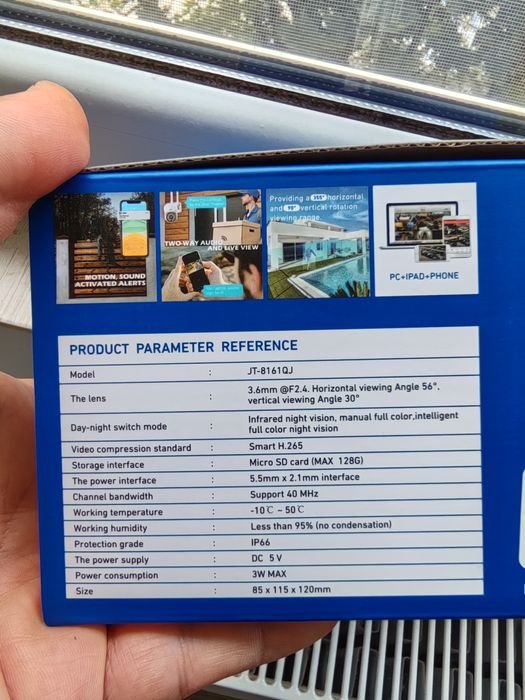 MOTION, SOUND
ACTIVATED ALERTS
TWO-WAY AUDIO
AND LIVE VIEW
Providing a 355° horizontal
and 90° vertical rotation
viewing range
PC+IPAD+PHONE
PRODUCT PARAMETER REFERENCE
Model : JT-8161QJ
The lens : 3.6mm @F2.4. Horizontal viewing Angle 56°.
vertical viewing Angle 30°
Day-night switch mode : Infrared night vision, manual full color,intelligent
full color night vision
Video compression standard : Smart H.265
Storage interface : Micro SD card (MAX 128G)
The power interface : 5.5mm x 2.1mm interface
Channel bandwidth : Support 40 MHz
Working temperature : -10℃ ~ 50℃
Working humidity : Less than 95% (no condensation)
Protection grade : IP66
The power supply : DC 5V
Power consumption : 3W MAX
Size : 85 x 115 x 120mm